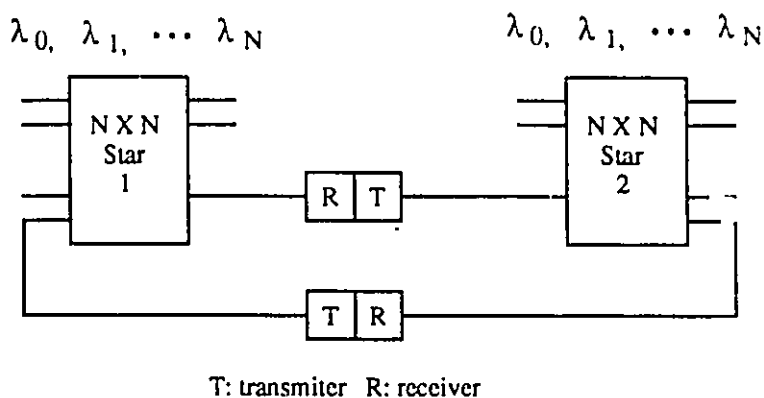 λ0, λ1, ··· λN
λ0, λ1, ··· λN
N X N
Star
1
N X N
Star
2
R T
T R
T: transmiter R: receiver